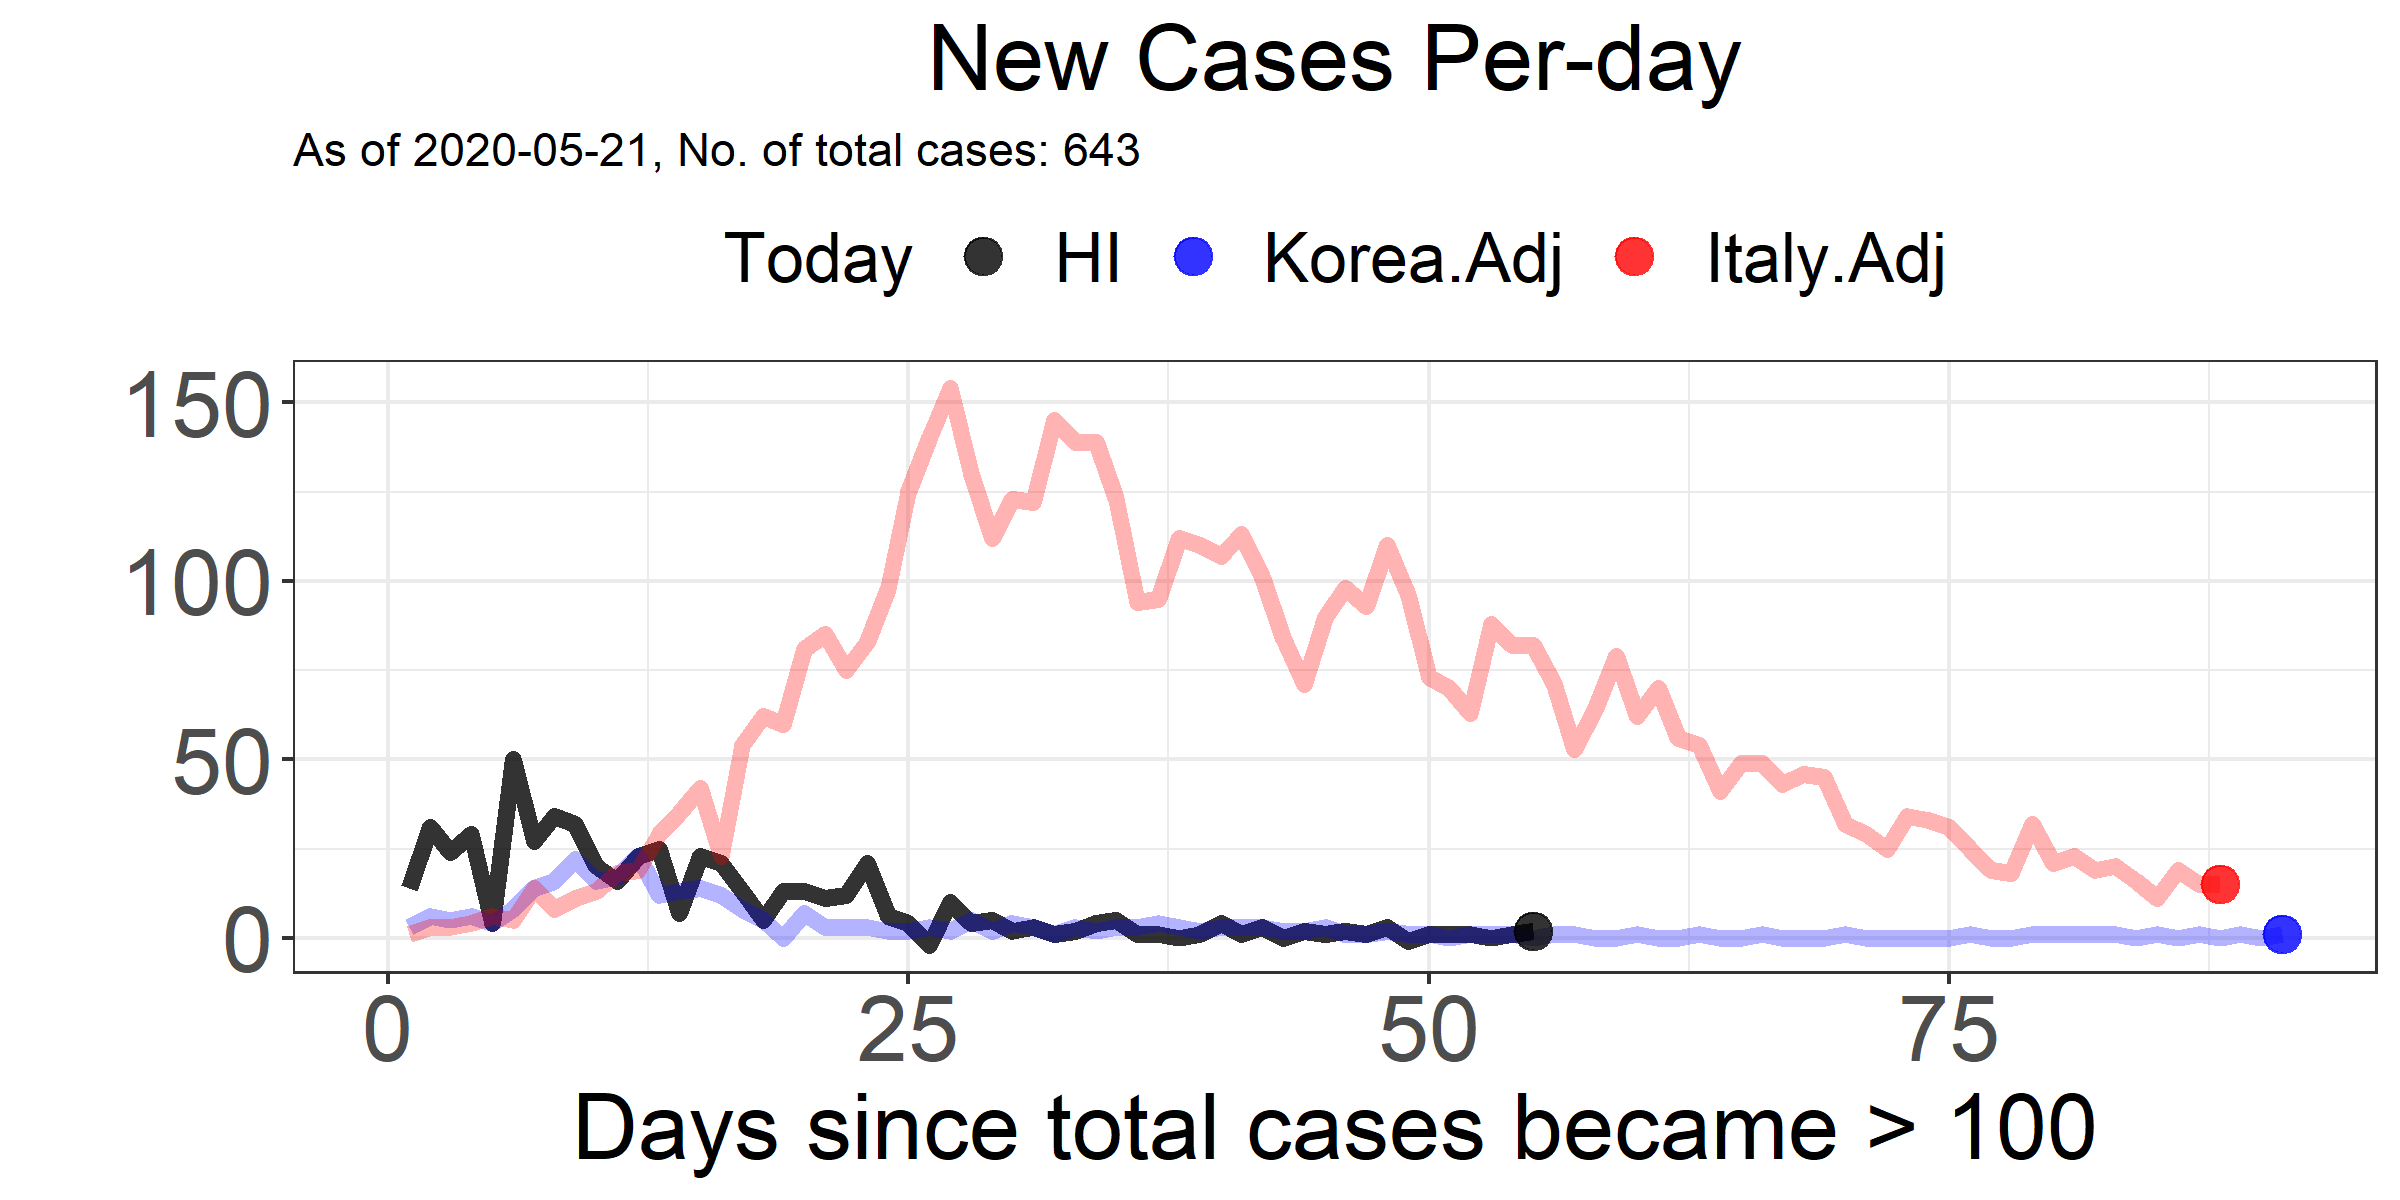 New Cases Per-day
As of 2020-05-21, No. of total cases: 643
Today HI Korea.Adj Italy.Adj
150
100
50
0
0 25 50 75
Days since total cases became > 100